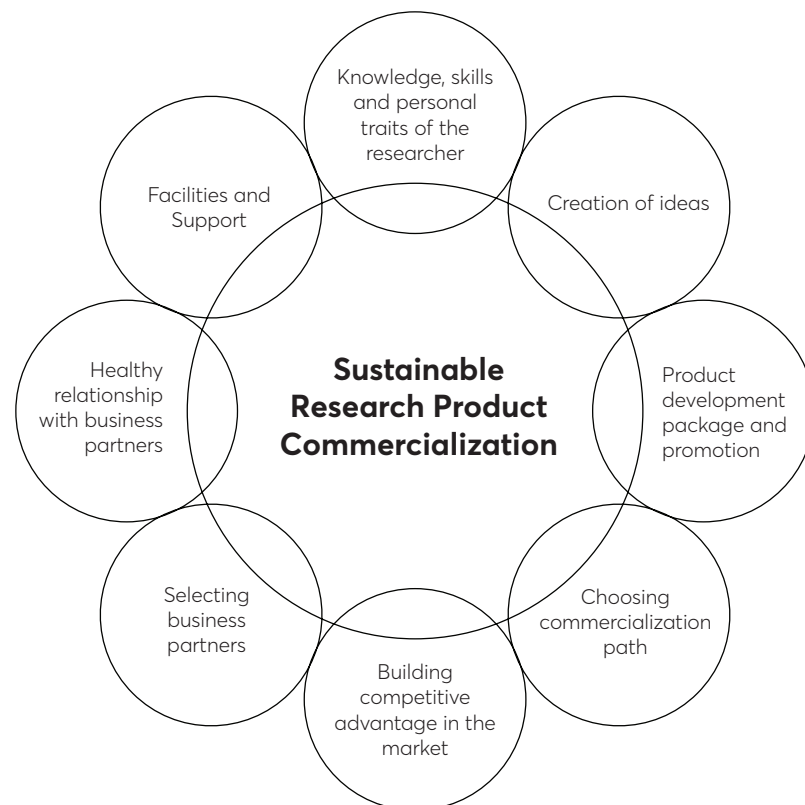 Knowledge, skills
and personal
traits of the
researcher
Creation of ideas
Product
development
package and
promotion
Choosing
commercialization
path
Building
competitive
advantage in the
market
Selecting
business
partners
Healthy
relationship
with business
partners
Facilities and
Support
Sustainable
Research Product
Commercialization